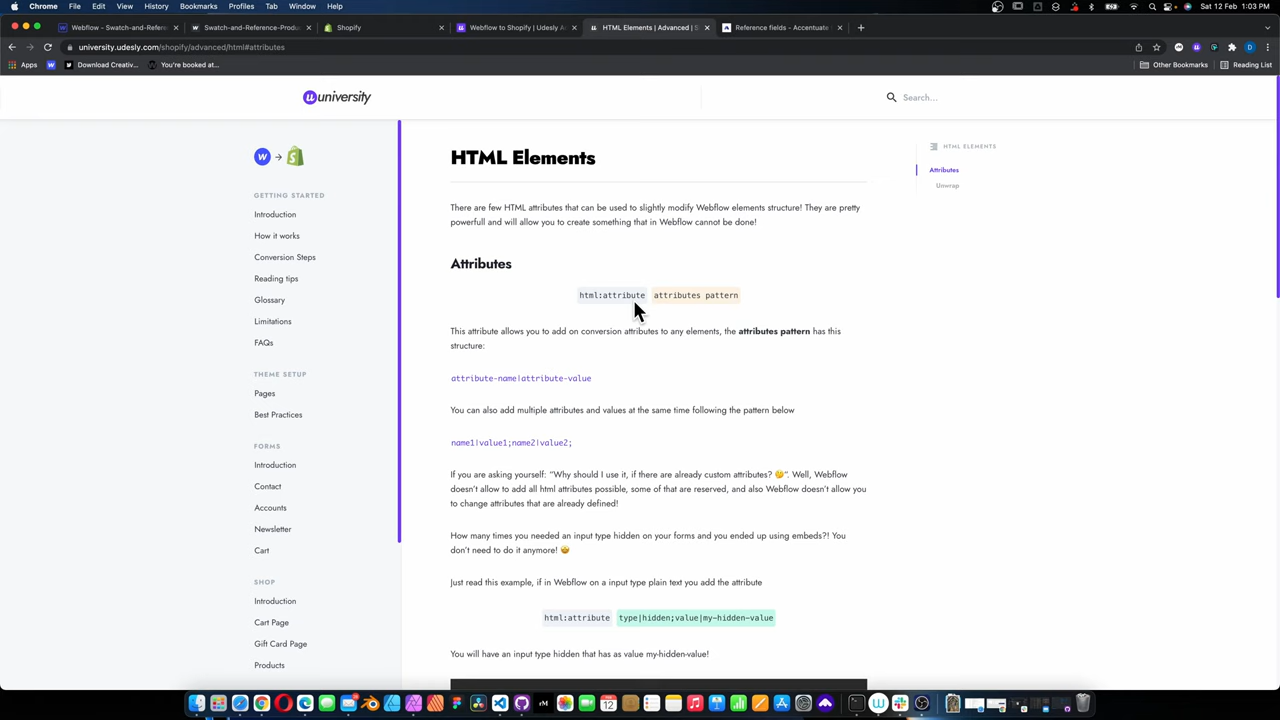 Chrome File Edit View History Bookmarks Profiles Tab Window Help Sat 12 Feb 1:03 PM
Webflow - Swatch-and-Refere Swatch-and-Reference-Produ Shopify Webflow to Shopify | Udesly A HTML Elements | Advanced | S Reference fields - Accentuate
university.udesly.com/shopify/advanced/html#attributes
Apps Download Creativ... You're booked at... Other Bookmarks Reading List
university
Search...
W → S
GETTING STARTED
Introduction
How it works
Conversion Steps
Reading tips
Glossary
Limitations
FAQs
THEME SETUP
Pages
Best Practices
FORMS
Introduction
Contact
Accounts
Newsletter
Cart
SHOP
Introduction
Cart Page
Gift Card Page
Products
HTML Elements
There are few HTML attributes that can be used to slightly modify Webflow elements structure! They are pretty
powerfull and will allow you to create something that in Webflow cannot be done!
Attributes
html:attribute attributes pattern
This attribute allows you to add on conversion attributes to any elements, the attributes pattern has this
structure:
attribute-name|attribute-value
You can also add multiple attributes and values at the same time following the pattern below
name1|value1;name2|value2;
If you are asking yourself: "Why should I use it, if there are already custom attributes? 🤔". Well, Webflow
doesn't allow to add all html attributes possible, some of that are reserved, and also Webflow doesn't allow you
to change attributes that are already defined!
How many times you needed an input type hidden on your forms and you ended up using embeds?! You
don't need to do it anymore! 🤩
Just read this example, if in Webflow on a input type plain text you add the attribute
html:attribute type|hidden;value|my-hidden-value
You will have an input type hidden that has as value my-hidden-value!
HTML ELEMENTS
Attributes
Unwrap